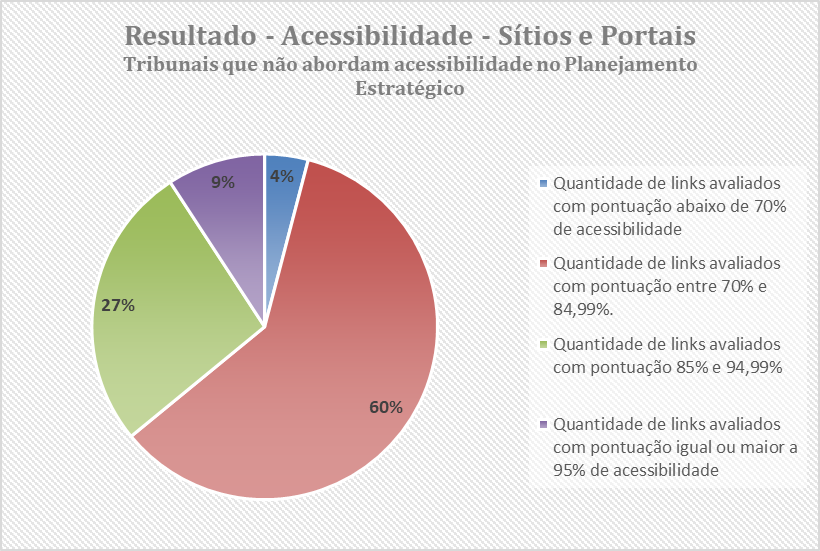 Resultado - Acessibilidade - Sítios e Portais
Tribunais que não abordam acessibilidade no Planejamento
Estratégico
4%
9%
27%
60%
Quantidade de links avaliados
com pontuação abaixo de 70%
de acessibilidade
Quantidade de links avaliados
com pontuação entre 70% e
84,99%.
Quantidade de links avaliados
com pontuação 85% e 94,99%
Quantidade de links avaliados
com pontuação igual ou maior a
95% de acessibilidade